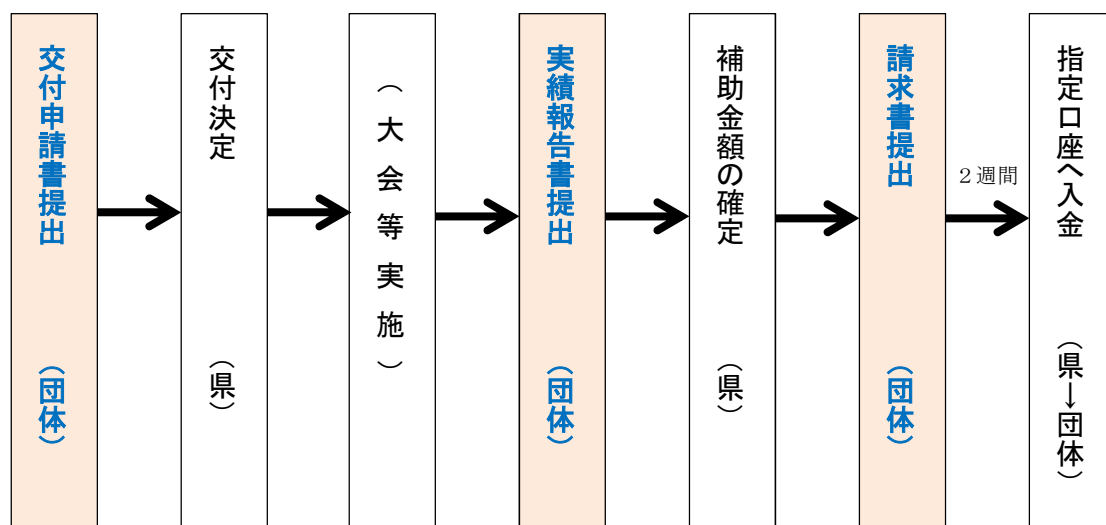 交付申請書提出
（団体）
交付決定
（県）
（大会等実施）
実績報告書提出
（団体）
補助金額の確定
（県）
請求書提出
（団体）
２週間
指定口座へ入金
（県→団体）